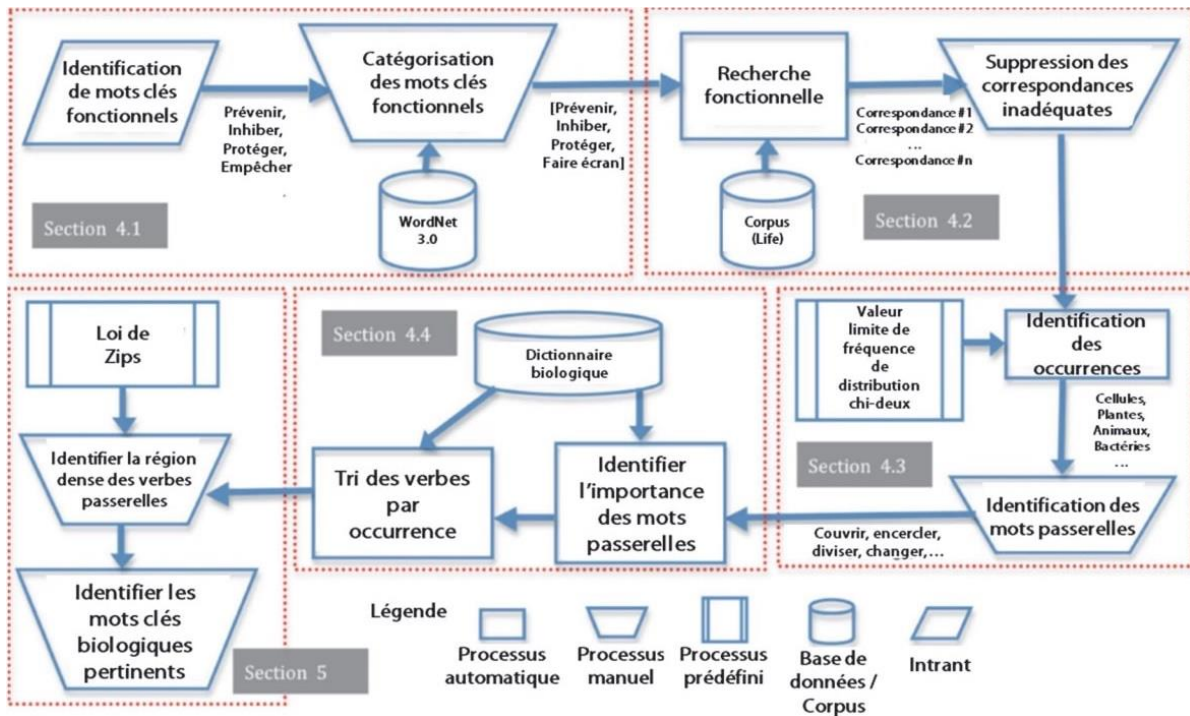 Identification
de mots clés
fonctionnels
Prévenir,
Inhiber,
Protéger,
Empêcher
Catégorisation
des mots clés
fonctionnels
[Prévenir,
Inhiber,
Protéger,
Faire écran]
WordNet
3.0
Section 4.1
Recherche
fonctionnelle
Correspondance #1
Correspondance #2
...
Correspondance #n
Suppression des
correspondances
inadéquates
Corpus
(Life)
Section 4.2
Valeur
limite de
fréquence
de
distribution
chi-deux
Identification
des
occurrences
Cellules,
Plantes,
Animaux,
Bactéries
...
Section 4.3
Identification des
mots passerelles
Couvrir, encercler,
diviser, changer,...
Section 4.4
Dictionnaire
biologique
Identifier
l'importance
des mots
passerelles
Tri des verbes
par
occurrence
Loi de
Zips
Identifier la région
dense des verbes
passerelles
Identifier les
mots clés
biologiques
pertinents
Section 5
Légende
Processus
automatique
Processus
manuel
Processus
prédéfini
Base de
données /
Corpus
Intrant